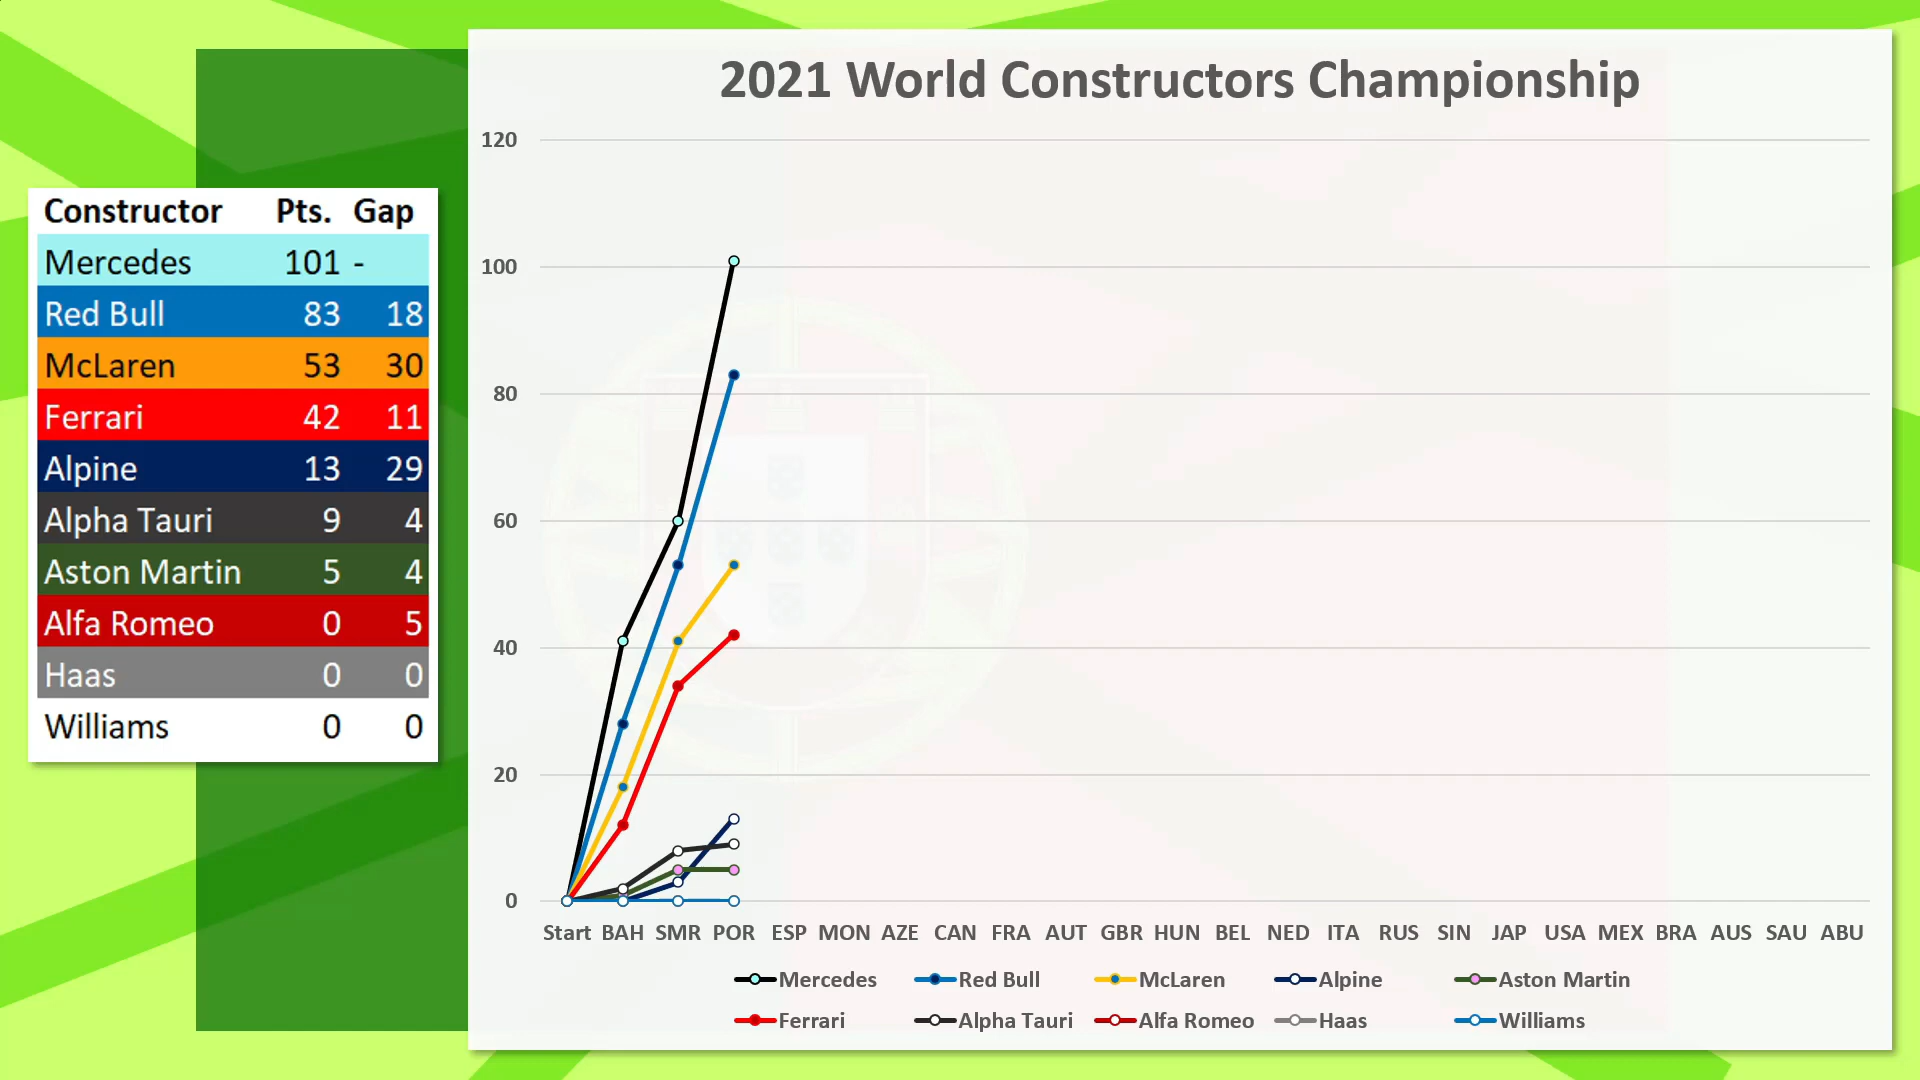 2021 World Constructors Championship
Constructor Pts. Gap
Mercedes 101 -
Red Bull 83 18
McLaren 53 30
Ferrari 42 11
Alpine 13 29
Alpha Tauri 9 4
Aston Martin 5 4
Alfa Romeo 0 5
Haas 0 0
Williams 0 0
120
100
80
60
40
20
0
Start BAH SMR POR ESP MON AZE CAN FRA AUT GBR HUN BEL NED ITA RUS SIN JAP USA MEX BRA AUS SAU ABU
Mercedes Red Bull McLaren Alpine Aston Martin
Ferrari Alpha Tauri Alfa Romeo Haas Williams